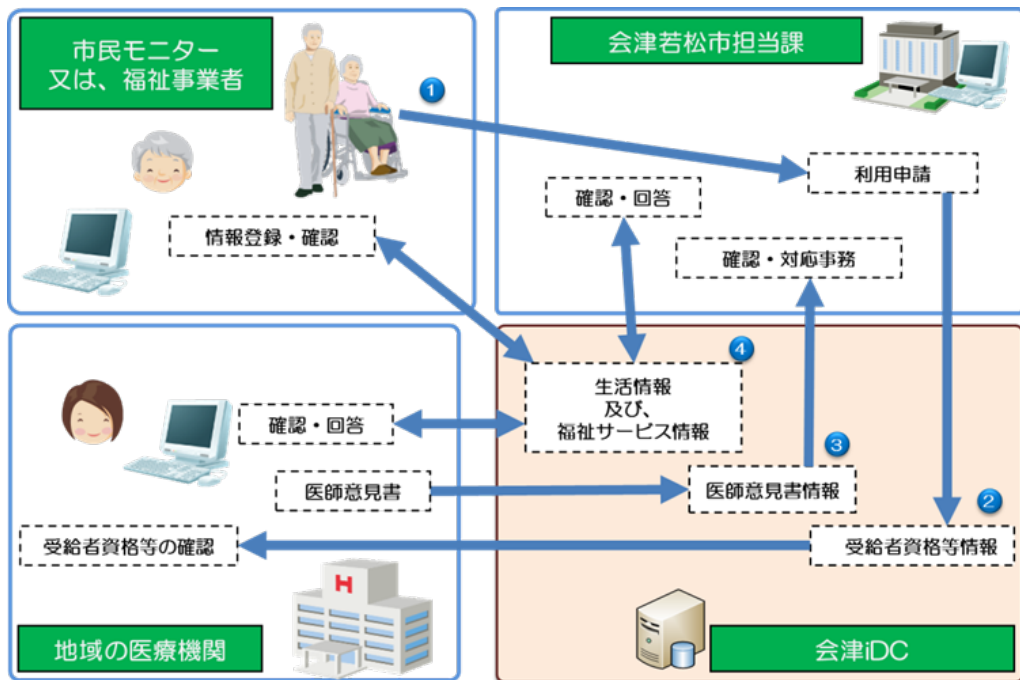 市民モニター
又は、福祉事業者
①
情報登録・確認
会津若松市担当課
利用申請
確認・回答
確認・対応事務
確認・回答
医師意見書
受給者資格等の確認
H
地域の医療機関
④
生活情報
及び、
福祉サービス情報
③
医師意見書情報
②
受給者資格等情報
会津iDC